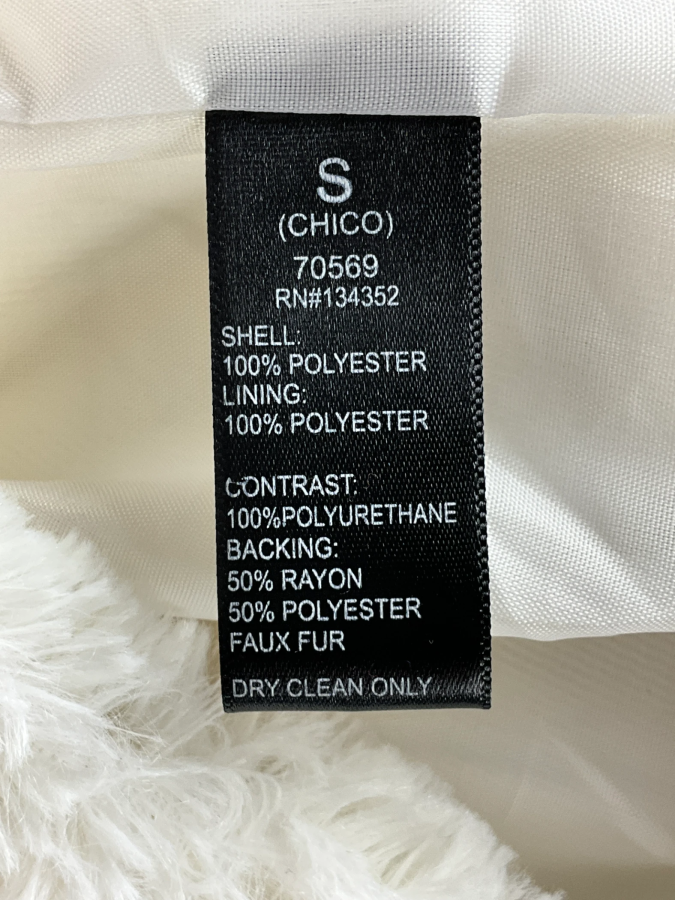 S
(CHICO)
70569
RN#134352
SHELL:
100% POLYESTER
LINING:
100% POLYESTER
CONTRAST:
100%POLYURETHANE
BACKING:
50% RAYON
50% POLYESTER
FAUX FUR
DRY CLEAN ONLY